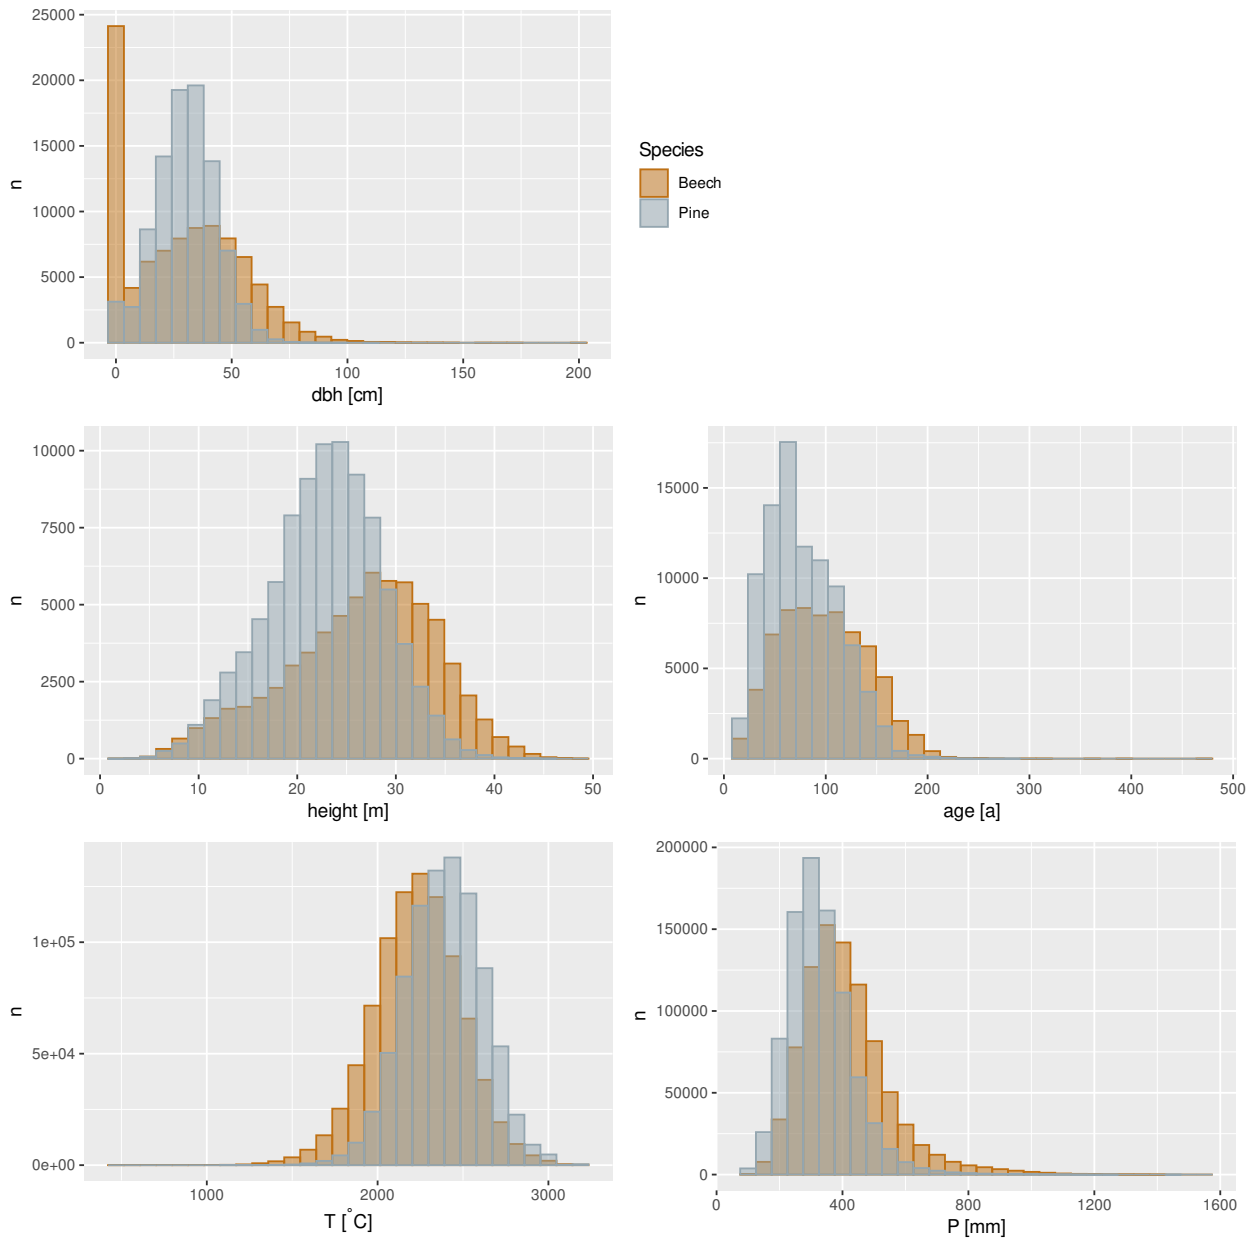 25000
20000
15000
10000
5000
0
n
0 50 100 150 200
dbh [cm]
Species
Beech
Pine
10000
7500
5000
2500
0
n
0 10 20 30 40 50
height [m]
15000
10000
5000
0
n
0 100 200 300 400 500
age [a]
1e+05
5e+04
0e+00
n
1000 2000 3000
T [°C]
200000
150000
100000
50000
0
n
0 400 800 1200 1600
P [mm]